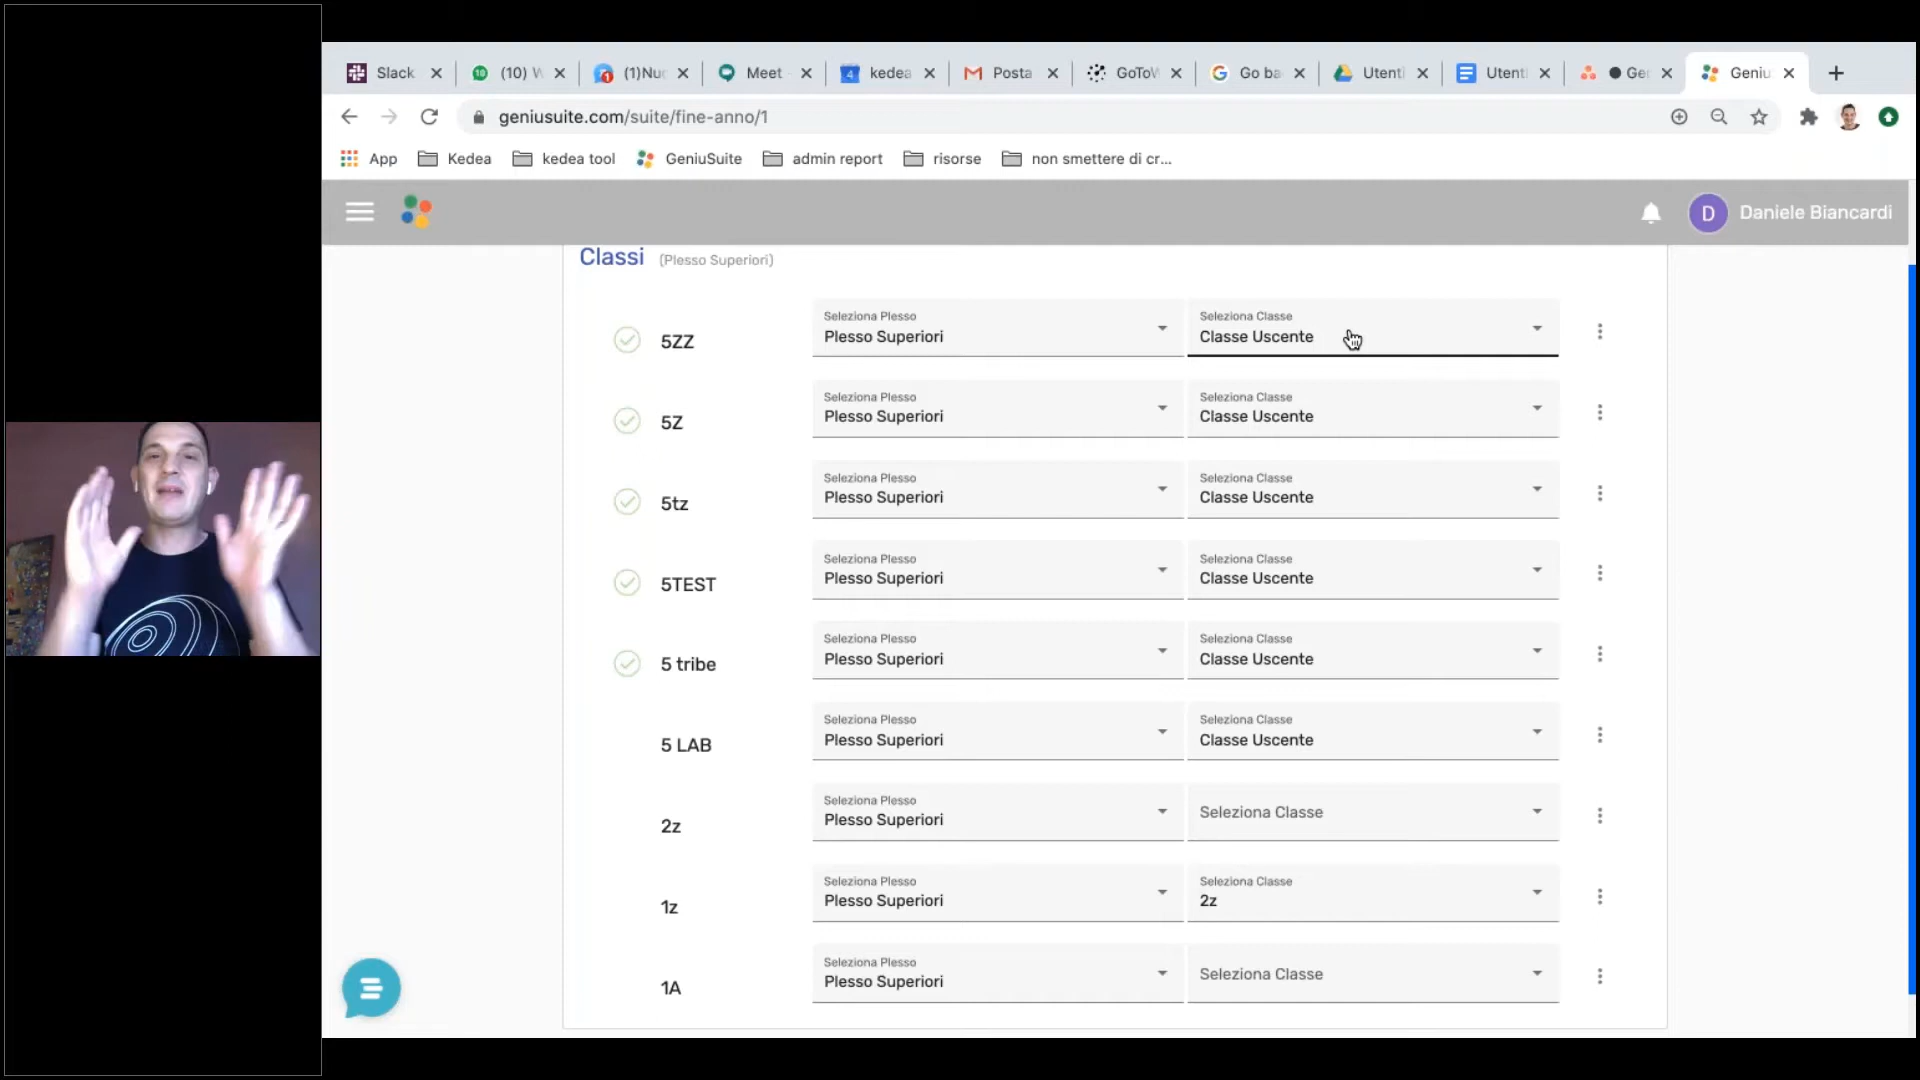 Slack
(10) W
(1)Nuo
Meet
kedea
Posta
GoToW
Go ba
Utenti
Utenti
Ge
Geniu
geniusuite.com/suite/fine-anno/1
App
Kedea
kedea tool
GeniuSuite
admin report
risorse
non smettere di cr...
D
Daniele Biancardi
Classi (Plesso Superiori)
5ZZ
Seleziona Plesso
Plesso Superiori
Seleziona Classe
Classe Uscente
5Z
Seleziona Plesso
Plesso Superiori
Seleziona Classe
Classe Uscente
5tz
Seleziona Plesso
Plesso Superiori
Seleziona Classe
Classe Uscente
5TEST
Seleziona Plesso
Plesso Superiori
Seleziona Classe
Classe Uscente
5 tribe
Seleziona Plesso
Plesso Superiori
Seleziona Classe
Classe Uscente
5 LAB
Seleziona Plesso
Plesso Superiori
Seleziona Classe
Classe Uscente
2z
Seleziona Plesso
Plesso Superiori
Seleziona Classe
1z
Seleziona Plesso
Plesso Superiori
Seleziona Classe
2z
1A
Seleziona Plesso
Plesso Superiori
Seleziona Classe